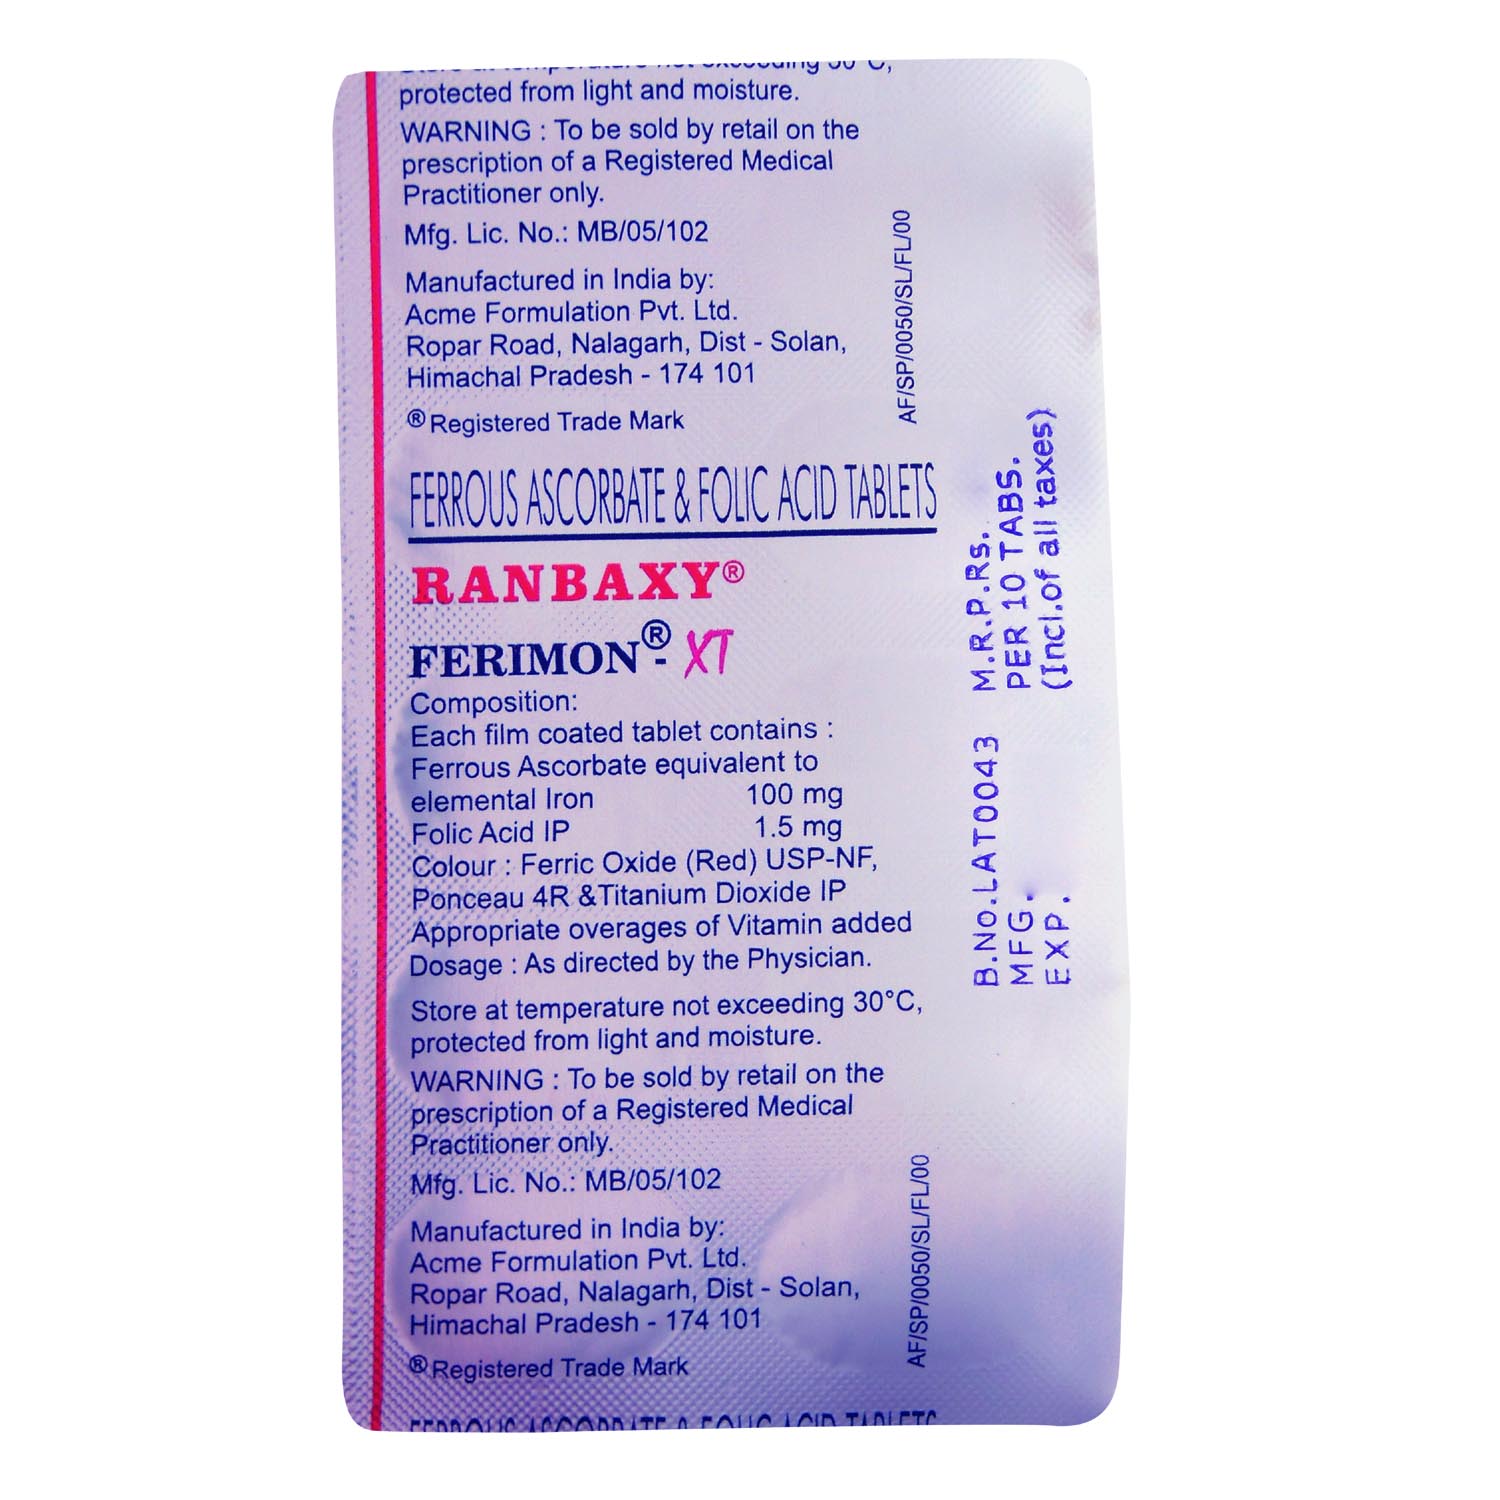 protected from light and moisture.
WARNING : To be sold by retail on the
prescription of a Registered Medical
Practitioner only.
Mfg. Lic. No.: MB/05/102
Manufactured in India by:
Acme Formulation Pvt. Ltd.
Ropar Road, Nalagarh, Dist - Solan,
Himachal Pradesh - 174 101
® Registered Trade Mark
AF/SP/0050/SL/FL/00
FERROUS ASCORBATE & FOLIC ACID TABLETS
RANBAXY®
FERIMON®- XT
Composition:
Each film coated tablet contains :
Ferrous Ascorbate equivalent to
elemental Iron 100 mg
Folic Acid IP 1.5 mg
Colour : Ferric Oxide (Red) USP-NF,
Ponceau 4R &Titanium Dioxide IP
Appropriate overages of Vitamin added
Dosage : As directed by the Physician.
Store at temperature not exceeding 30°C,
protected from light and moisture.
WARNING : To be sold by retail on the
prescription of a Registered Medical
Practitioner only.
Mfg. Lic. No.: MB/05/102
Manufactured in India by:
Acme Formulation Pvt. Ltd.
Ropar Road, Nalagarh, Dist - Solan,
Himachal Pradesh - 174 101
® Registered Trade Mark
AF/SP/0050/SL/FL/00
FERROUS ASCORBATE & FOLIC ACID TABLETS
B.No.LAT0043 M.R.P.Rs.
MFG. PER 10 TABS.
EXP. (Incl.of all taxes)